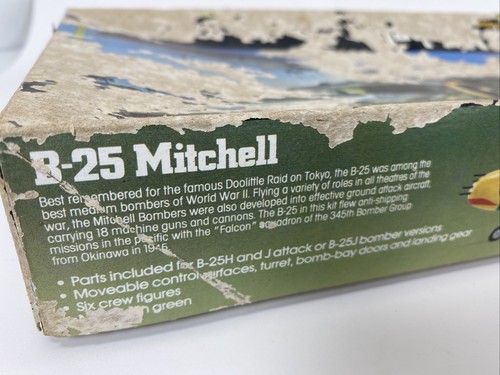 B-25 Mitchell
Best remembered for the famous Doolittle Raid on Tokyo, the B-25 was among the
best medium bombers of World War II. Flying a variety of roles in all theatres of the
war, the Mitchell Bombers were also developed into effective ground attack aircraft,
carrying 18 machine guns and cannons. The B-25 in this kit flew anti-shipping
missions in the pacific with the "Falcon" squadron of the 345th Bomber Group
from Okinawa in
• Parts included for B-25H and J attack or B-25J bomber versions
• Moveable control surfaces, turret, bomb-bay doors and landing gear
• Six crew figures
• in green